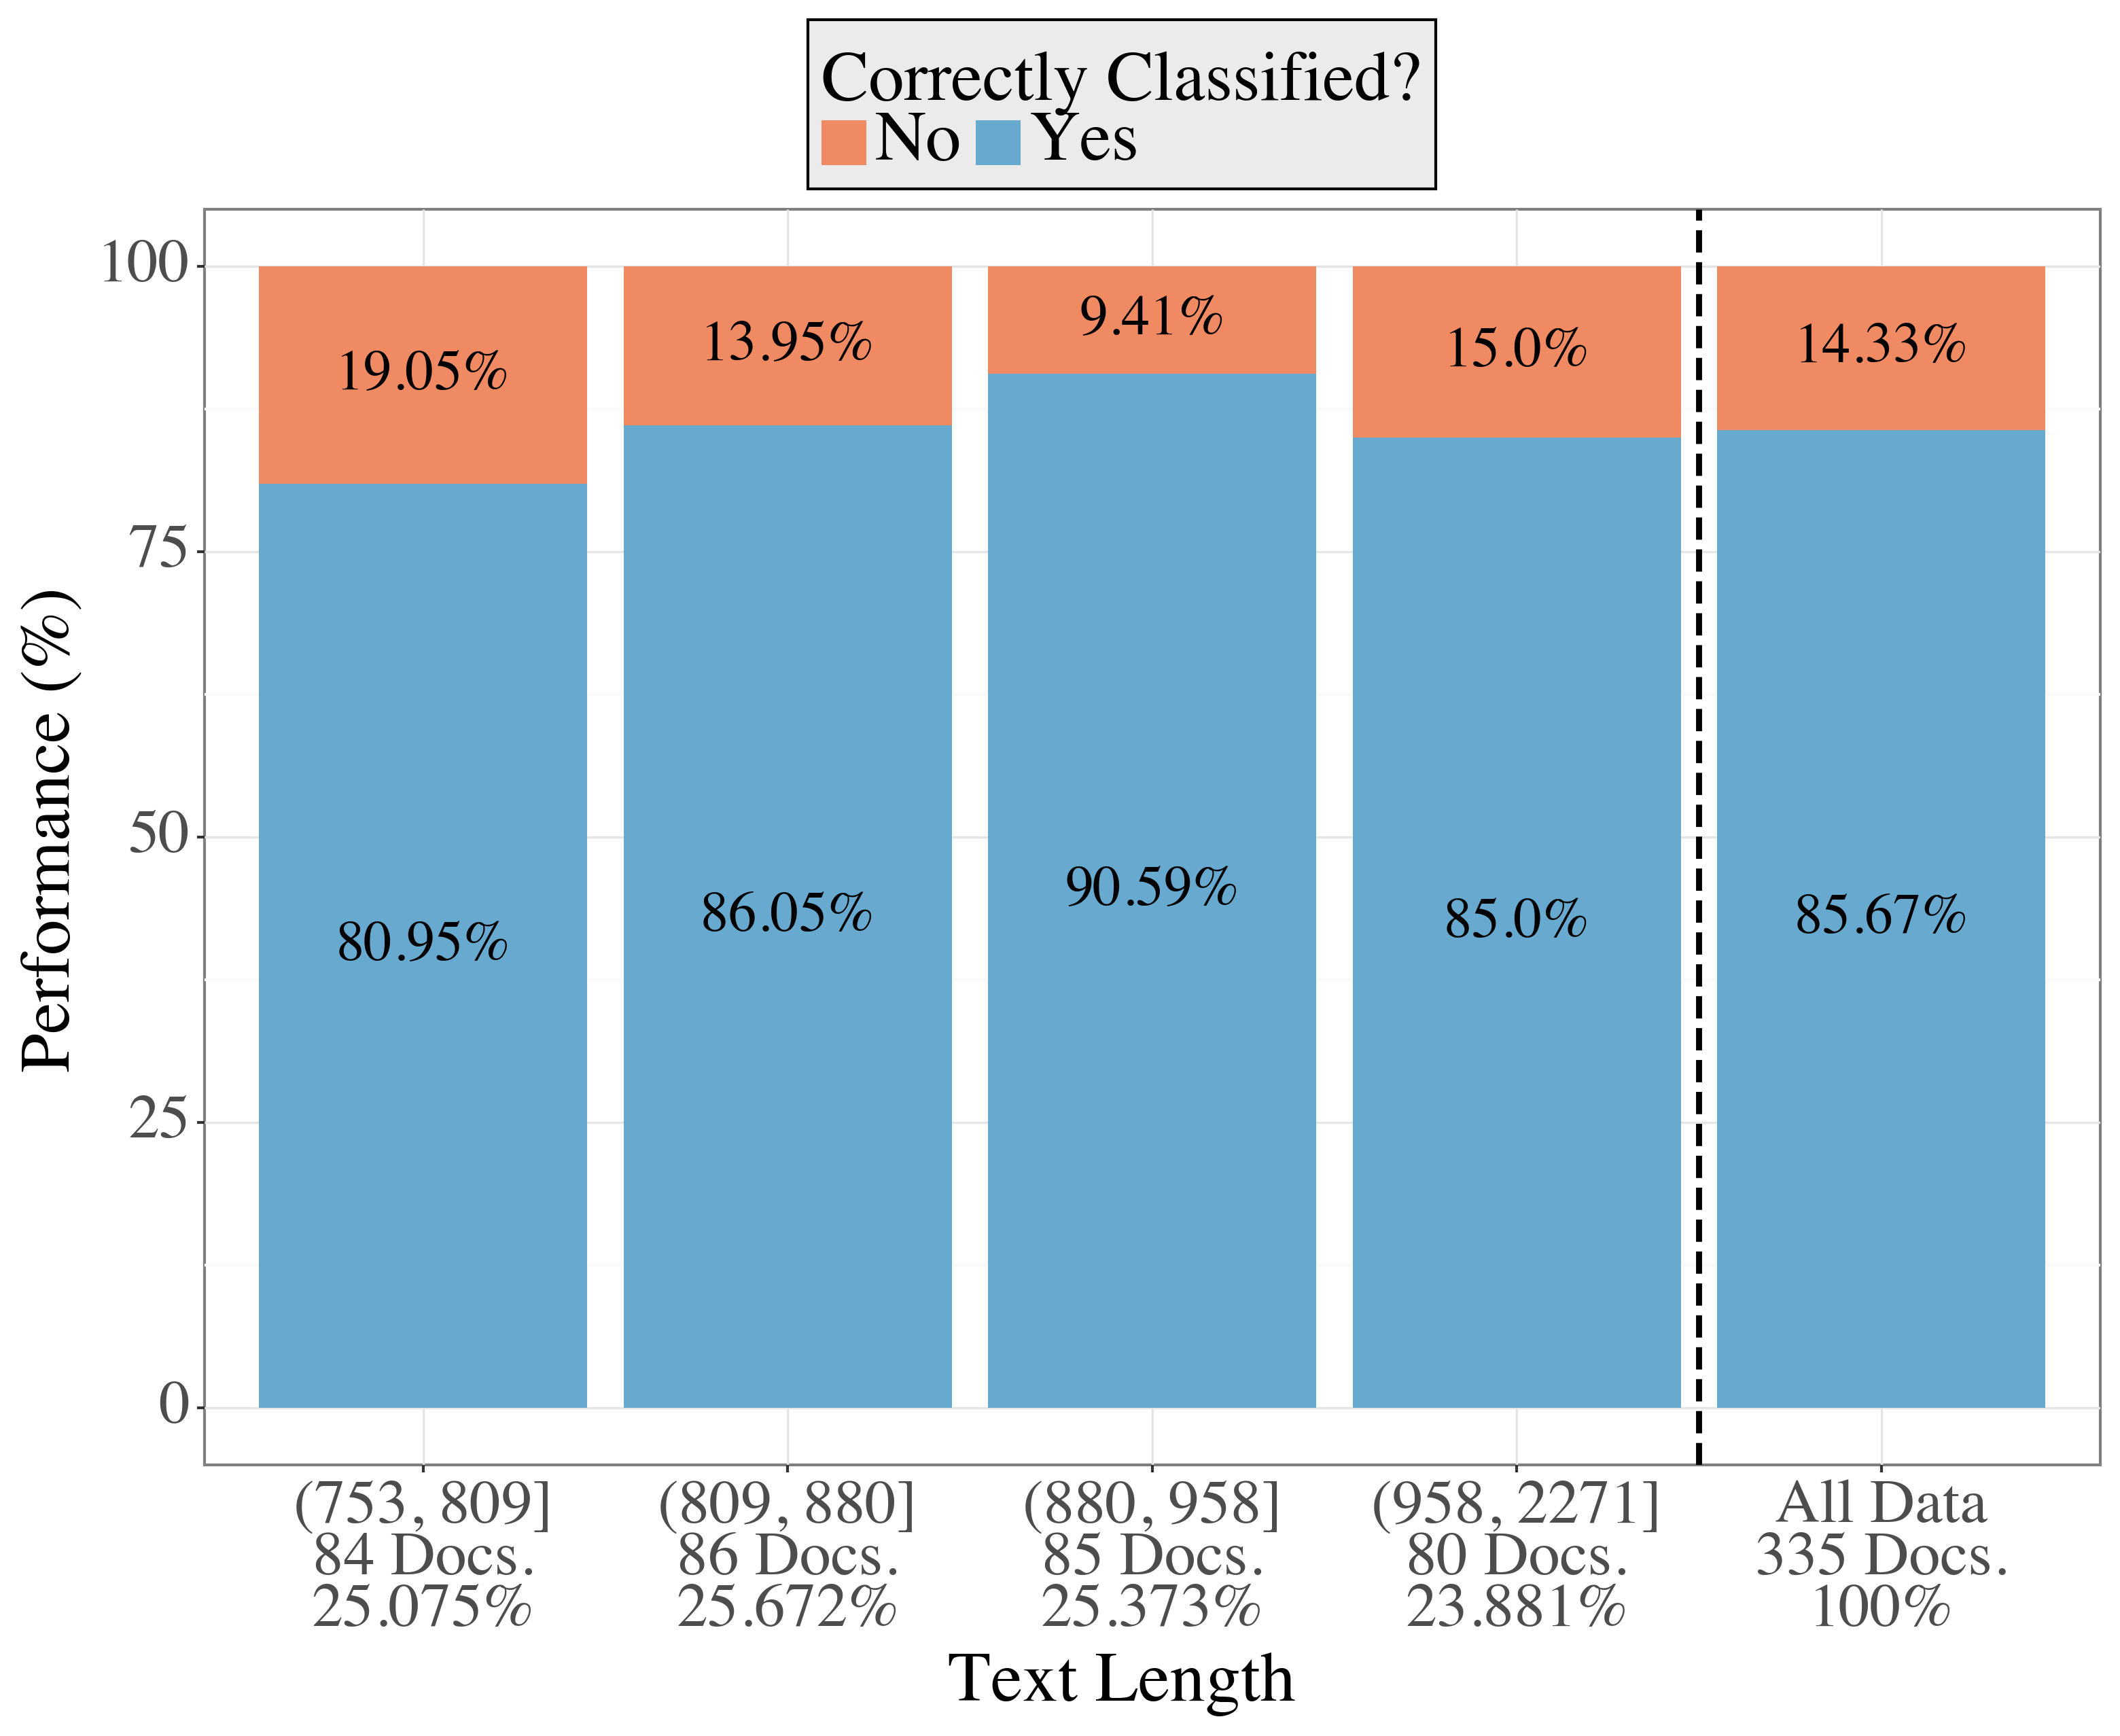 Correctly Classified?
No Yes
Performance (%)
100
75
50
25
0
19.05% 13.95% 9.41% 15.0% 14.33%
80.95% 86.05% 90.59% 85.0% 85.67%
(753, 809] (809, 880] (880, 958] (958, 2271] All Data
84 Docs. 86 Docs. 85 Docs. 80 Docs. 335 Docs.
25.075% 25.672% 25.373% 23.881% 100%
Text Length